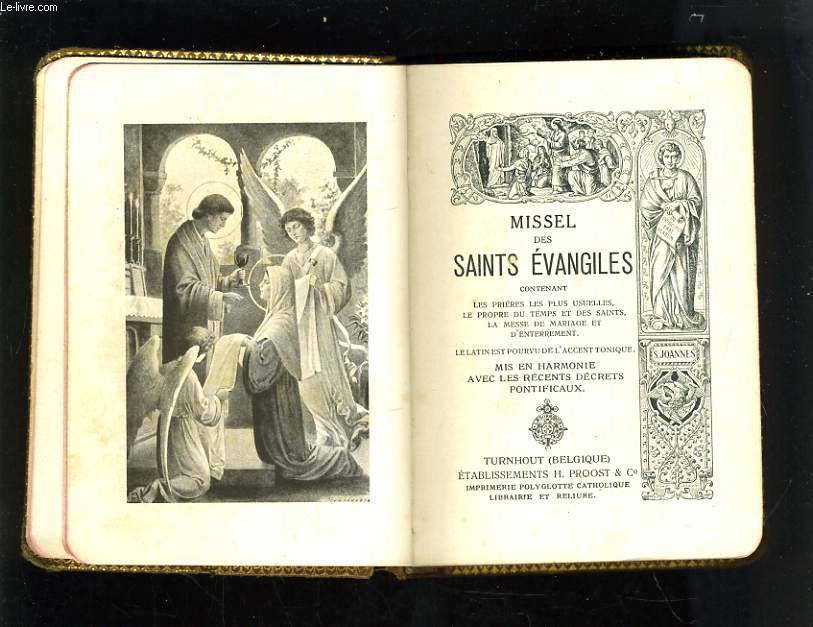 Le-livre.com
MISSEL
DES
SAINTS ÉVANGILES
CONTENANT
LES PRIÈRES LES PLUS USUELLES,
LE PROPRE DU TEMPS ET DES SAINTS,
LA MESSE DE MARIAGE ET
D'ENTERREMENT.
LE LATIN EST POURVU DE L'ACCENT TONIQUE.
MIS EN HARMONIE
AVEC LES RÉCENTS DÉCRETS
PONTIFICAUX.
S. JOANNES
TURNHOUT (BELGIQUE)
ÉTABLISSEMENTS H. PROOST & Co
IMPRIMERIE POLYGLOTTE CATHOLIQUE
LIBRAIRIE ET RELIURE.